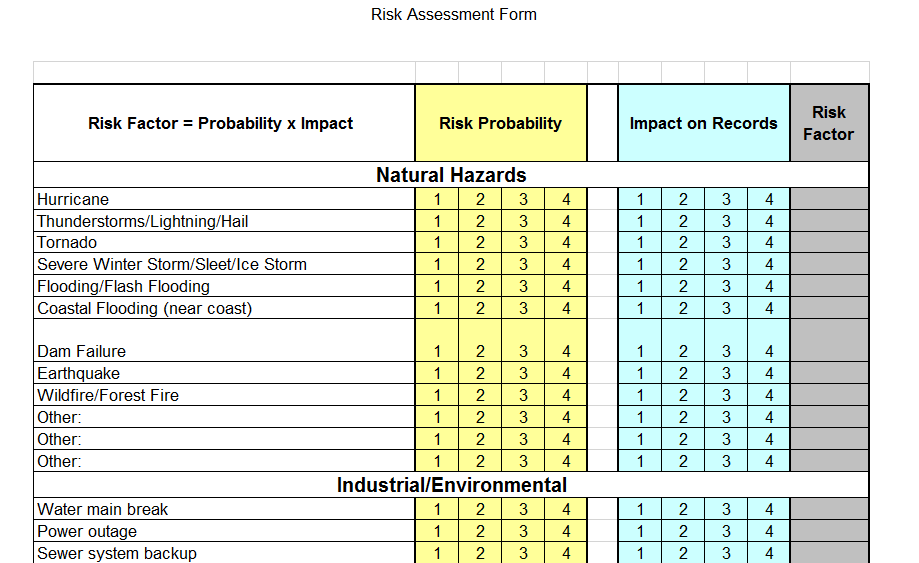 Risk Assessment Form
Risk Factor = Probability x Impact Risk Probability Impact on Records Risk Factor
Natural Hazards
Hurricane 1 2 3 4 1 2 3 4
Thunderstorms/Lightning/Hail 1 2 3 4 1 2 3 4
Tornado 1 2 3 4 1 2 3 4
Severe Winter Storm/Sleet/Ice Storm 1 2 3 4 1 2 3 4
Flooding/Flash Flooding 1 2 3 4 1 2 3 4
Coastal Flooding (near coast) 1 2 3 4 1 2 3 4
Dam Failure 1 2 3 4 1 2 3 4
Earthquake 1 2 3 4 1 2 3 4
Wildfire/Forest Fire 1 2 3 4 1 2 3 4
Other: 1 2 3 4 1 2 3 4
Other: 1 2 3 4 1 2 3 4
Other: 1 2 3 4 1 2 3 4
Industrial/Environmental
Water main break 1 2 3 4 1 2 3 4
Power outage 1 2 3 4 1 2 3 4
Sewer system backup 1 2 3 4 1 2 3 4